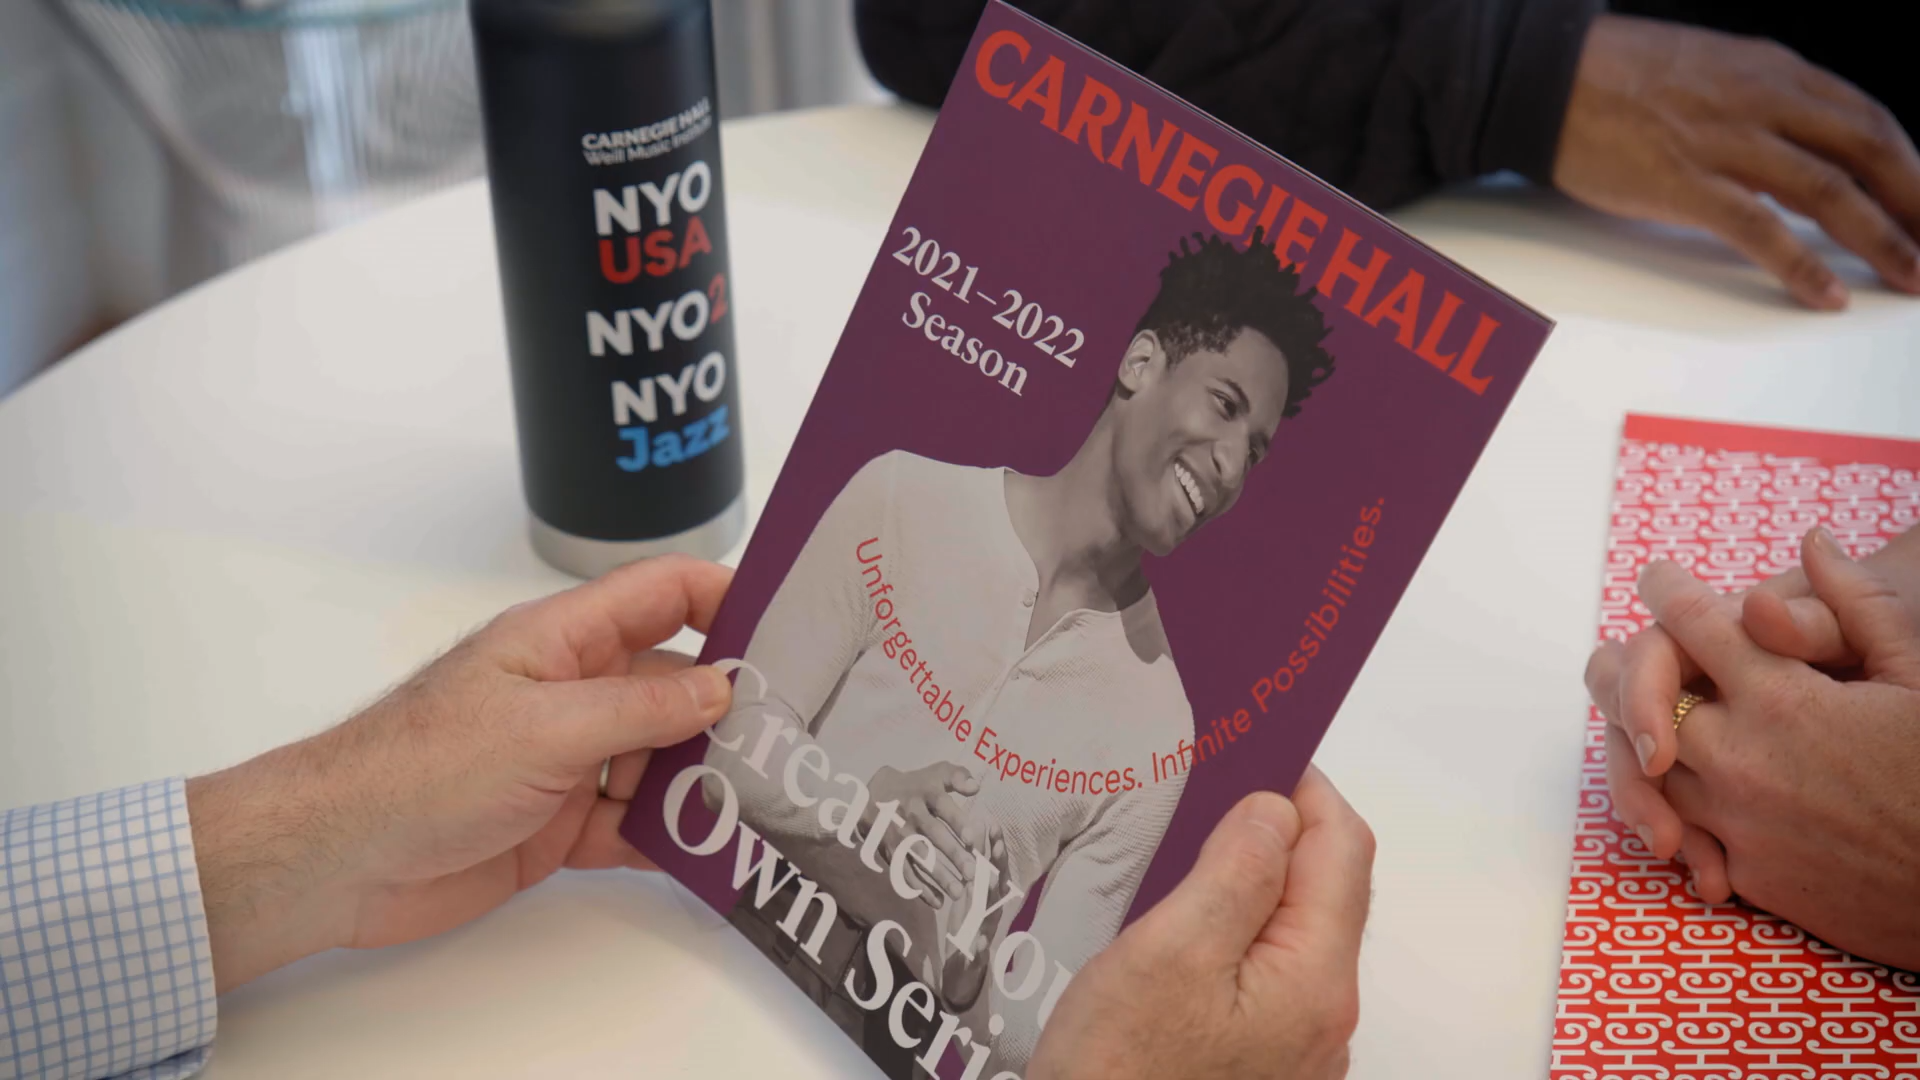 CARNEGIE HALL
Weill Music Institute
NYO
USA
NYO2
NYO
Jazz
CARNEGIE HALL
2021–2022
Season
Unforgettable Experiences. Infinite Possibilities.
Create You
Own Serie